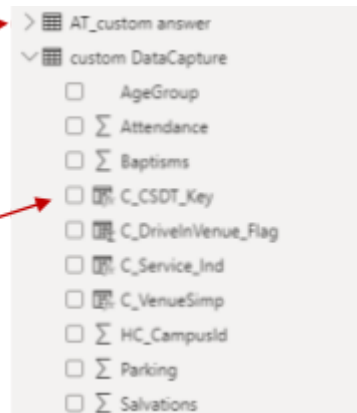 AT_custom answer
custom DataCapture
AgeGroup
Attendance
Baptisms
C_CSDT_Key
C_DriveInVenue_Flag
C_Service_Ind
C_VenueSimp
HC_CampusId
Parking
Salvations